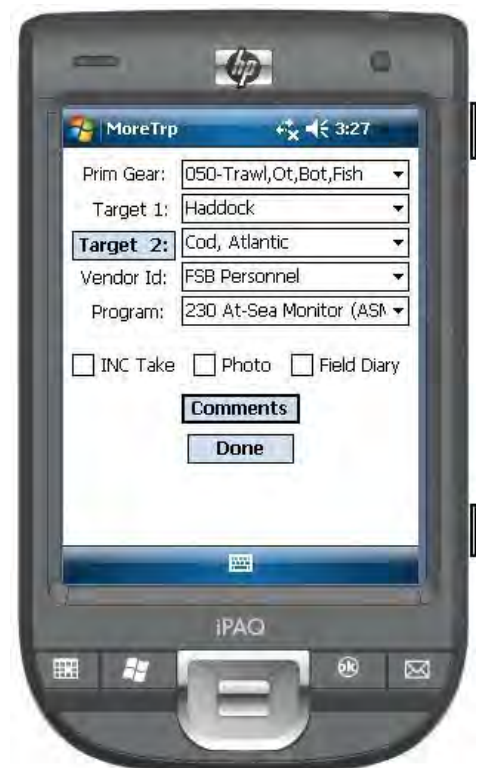 hp
MoreTrp 3:27
Prim Gear: 050-Trawl,Ot,Bot,Fish
Target 1: Haddock
Target 2: Cod, Atlantic
Vendor Id: FSB Personnel
Program: 230 At-Sea Monitor (ASM
INC Take Photo Field Diary
Comments
Done
iPAQ
ok